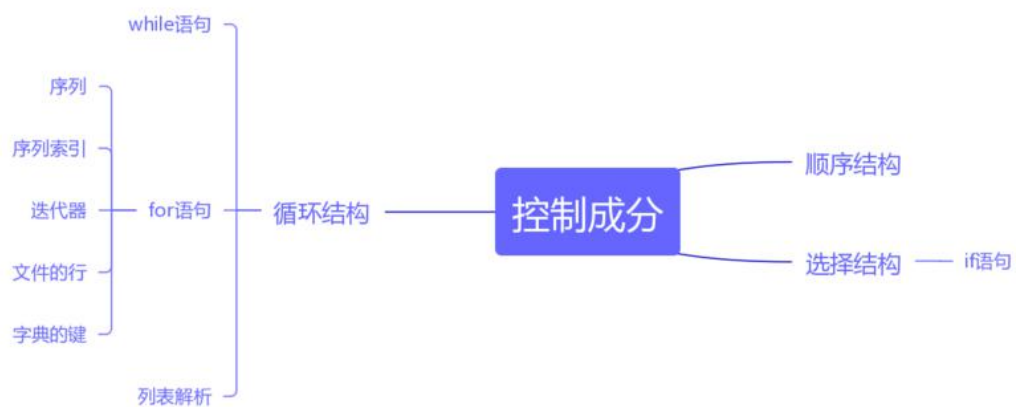 while语句
序列
序列索引
迭代器
for语句
文件的行
字典的键
列表解析
循环结构
控制成分
顺序结构
选择结构
if语句